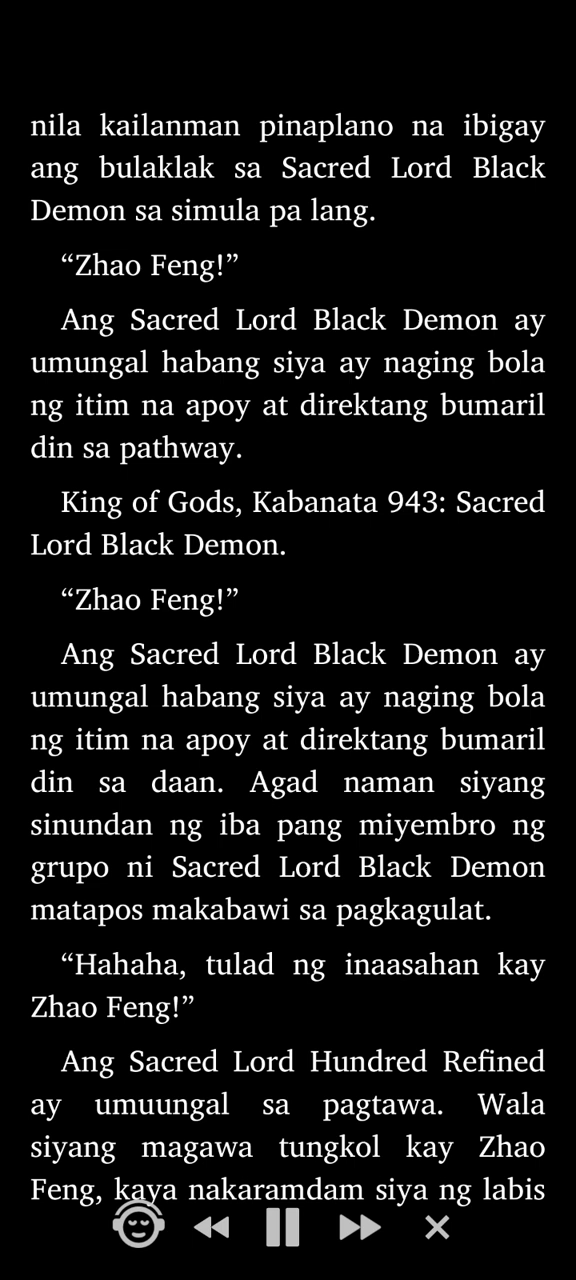 nila kailanman pinaplano na ibigay
ang bulaklak sa Sacred Lord Black
Demon sa simula pa lang.
“Zhao Feng!”
Ang Sacred Lord Black Demon ay
umungal habang siya ay naging bola
ng itim na apoy at direktang bumaril
din sa pathway.
King of Gods, Kabanata 943: Sacred
Lord Black Demon.
“Zhao Feng!”
Ang Sacred Lord Black Demon ay
umungal habang siya ay naging bola
ng itim na apoy at direktang bumaril
din sa daan. Agad naman siyang
sinundan ng iba pang miyembro ng
grupo ni Sacred Lord Black Demon
matapos makabawi sa pagkagulat.
“Hahaha, tulad ng inaasahan kay
Zhao Feng!”
Ang Sacred Lord Hundred Refined
ay umuungal sa pagtawa. Wala
siyang magawa tungkol kay Zhao
Feng, kaya nakaramdam siya ng labis